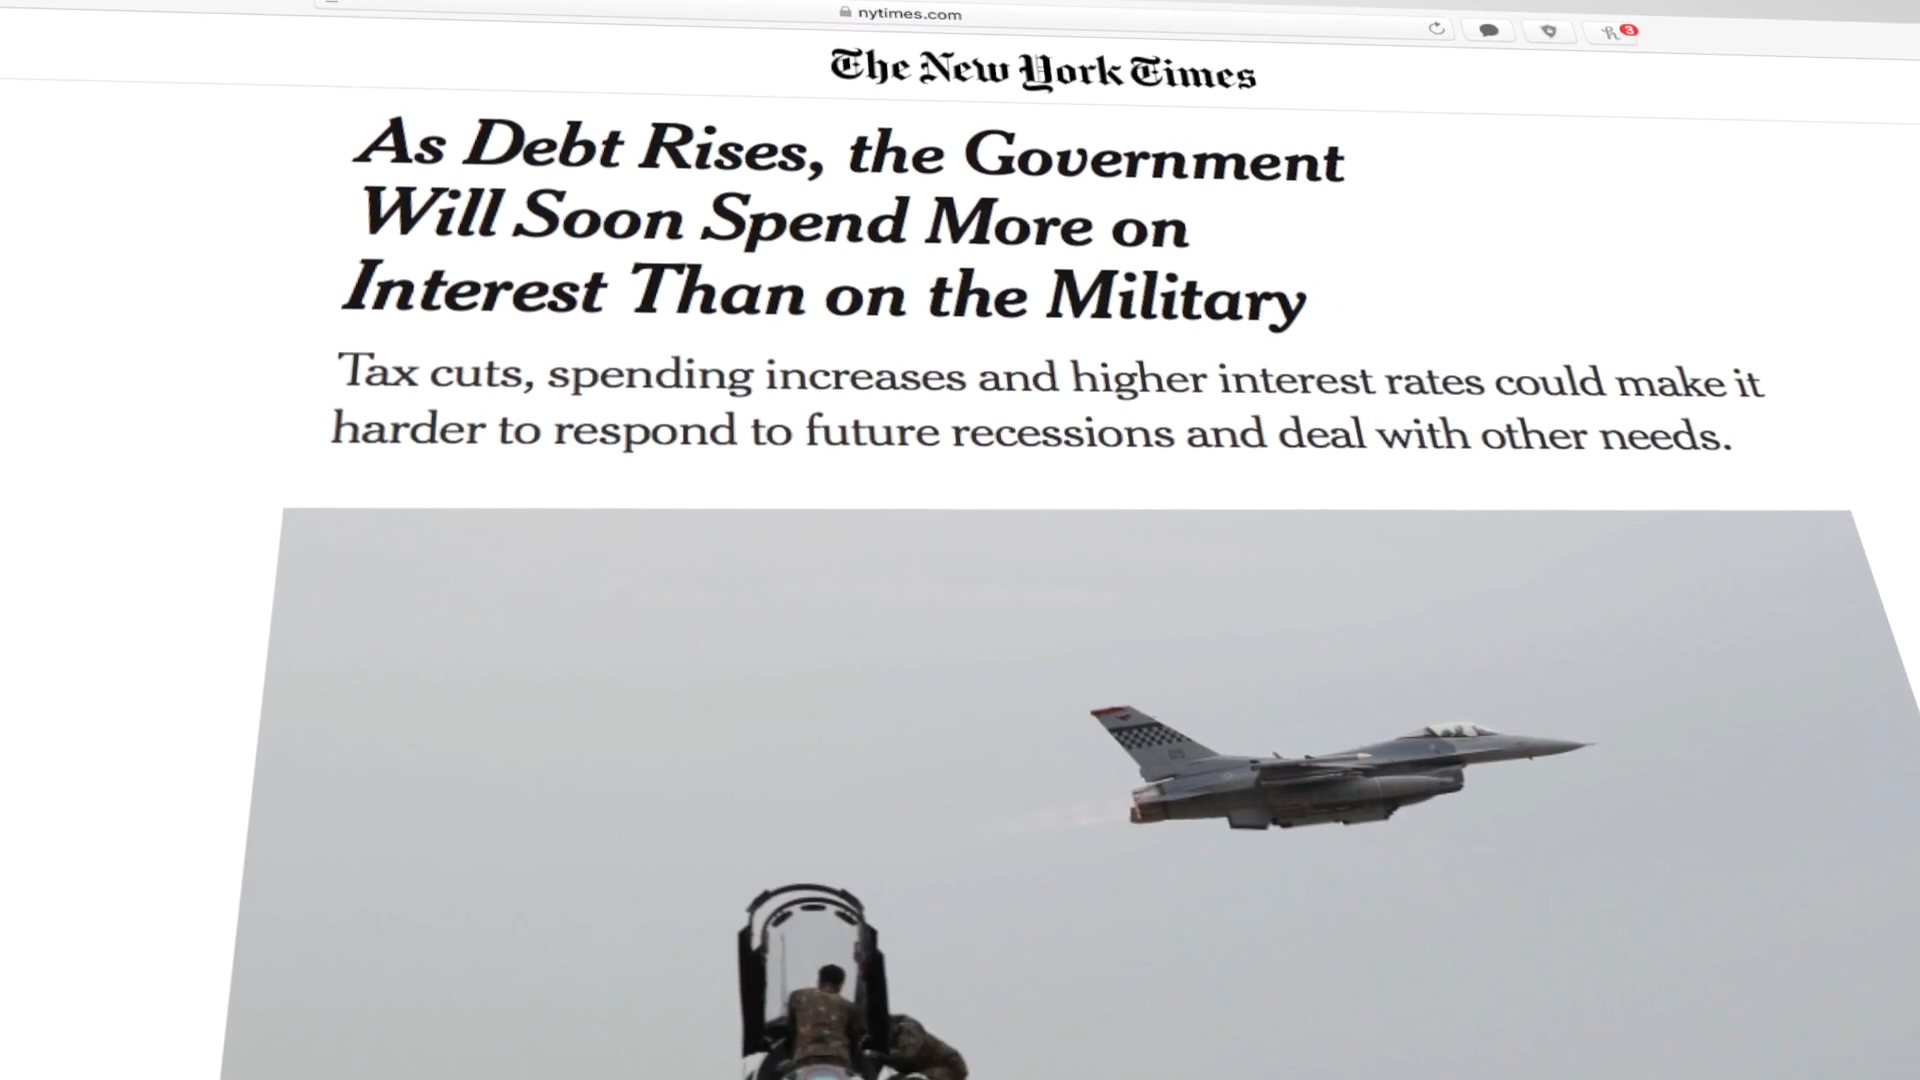 nytimes.com
3
The New York Times
As Debt Rises, the Government
Will Soon Spend More on
Interest Than on the Military
Tax cuts, spending increases and higher interest rates could make it
harder to respond to future recessions and deal with other needs.